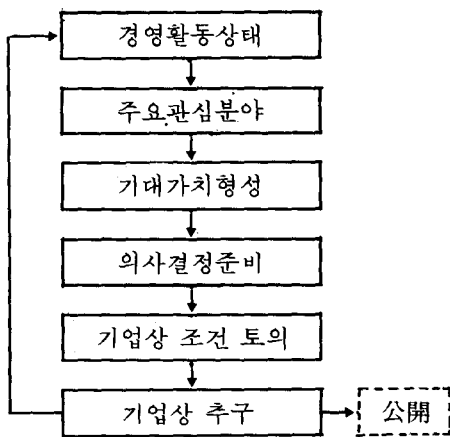 경영활동상태
주요관심분야
기대가치형성
의사결정준비
기업상 조건 토의
기업상 추구
公開